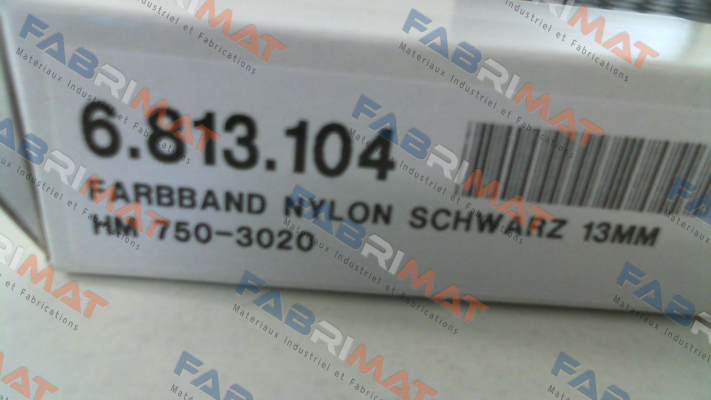 6.813.104
FARBBAND NYLON SCHWARZ 13MM
HM 750-3020
FABRIMAT
Matériaux Industriel et Fabrications